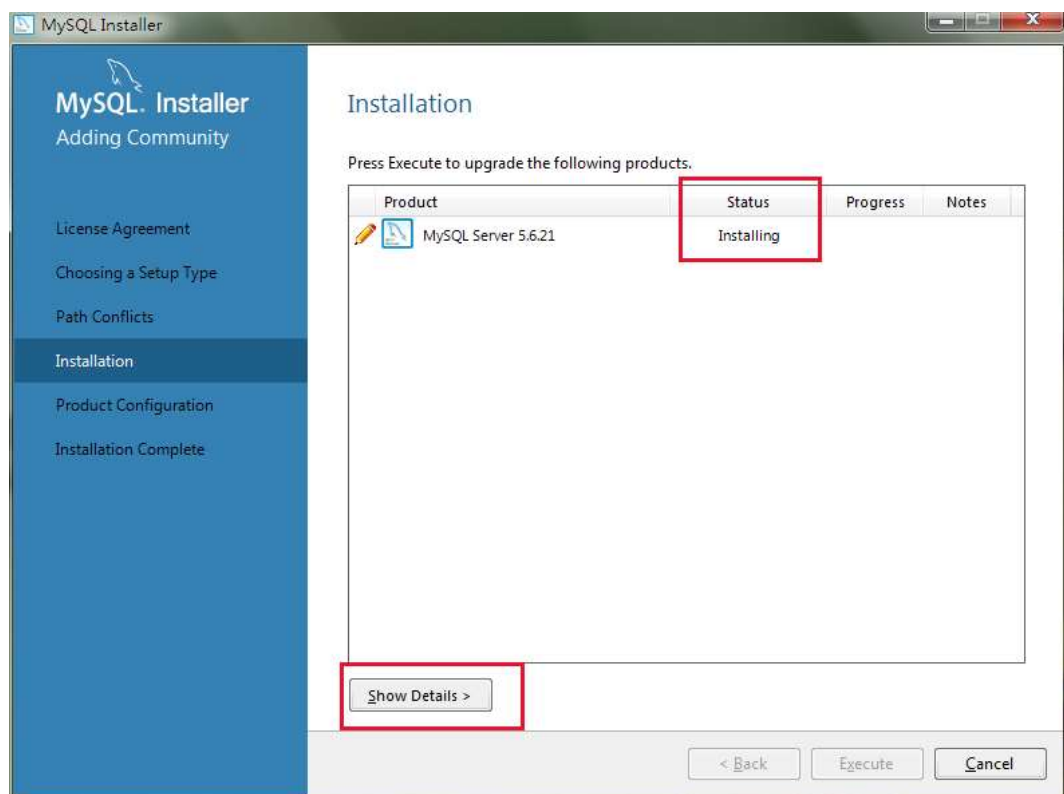 MySQL Installer
MySQL. Installer
Adding Community
License Agreement
Choosing a Setup Type
Path Conflicts
Installation
Product Configuration
Installation Complete
Installation
Press Execute to upgrade the following products.
Product Status Progress Notes
MySQL Server 5.6.21 Installing
Show Details >
< Back Execute Cancel